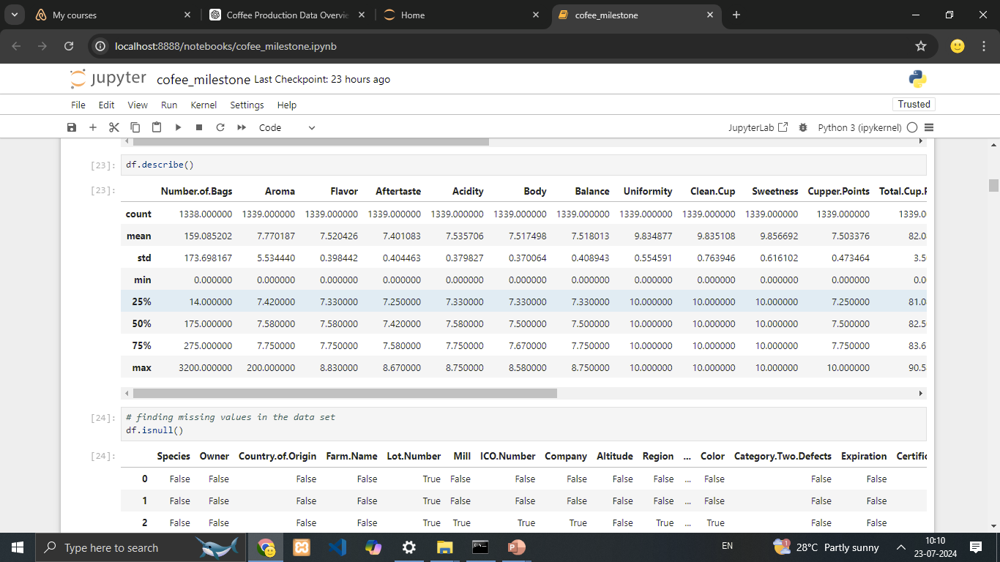 My courses
Coffee Production Data Overvie
Home
cofee_milestone
localhost:8888/notebooks/cofee_milestone.ipynb
jupyter cofee_milestone Last Checkpoint: 23 hours ago
File Edit View Run Kernel Settings Help
Trusted
Code
JupyterLab
Python 3 (ipykernel)
[23]: df.describe()
[23]: Number.of.Bags Aroma Flavor Aftertaste Acidity Body Balance Uniformity Clean.Cup Sweetness Cupper.Points Total.Cup.P
count 1338.000000 1339.000000 1339.000000 1339.000000 1339.000000 1339.000000 1339.000000 1339.000000 1339.000000 1339.000000 1339.000000 1339.0
mean 159.085202 7.770187 7.520426 7.401083 7.535706 7.517498 7.518013 9.834877 9.835108 9.856692 7.503376 82.0
std 173.698167 5.534440 0.398442 0.404463 0.379827 0.370064 0.408943 0.554591 0.763946 0.616102 0.473464 3.5
min 0.000000 0.000000 0.000000 0.000000 0.000000 0.000000 0.000000 0.000000 0.000000 0.000000 0.000000 0.0
25% 14.000000 7.420000 7.330000 7.250000 7.330000 7.330000 7.330000 10.000000 10.000000 10.000000 7.250000 81.0
50% 175.000000 7.580000 7.580000 7.420000 7.580000 7.500000 7.500000 10.000000 10.000000 10.000000 7.500000 82.5
75% 275.000000 7.750000 7.750000 7.580000 7.750000 7.670000 7.750000 10.000000 10.000000 10.000000 7.750000 83.6
max 3200.000000 200.000000 8.830000 8.670000 8.750000 8.580000 8.750000 10.000000 10.000000 10.000000 10.000000 90.5
[24]: # finding missing values in the data set
df.isnull()
[24]: Species Owner Country.of.Origin Farm.Name Lot.Number Mill ICO.Number Company Altitude Region ... Color Category.Two.Defects Expiration Certific
0 False False False False True False False False False False ... False False False
1 False False False False True False False False False False ... False False False
2 False False False False True True True True False True ... True False False
Type here to search
EN
28°C Partly sunny
10:10
23-07-2024